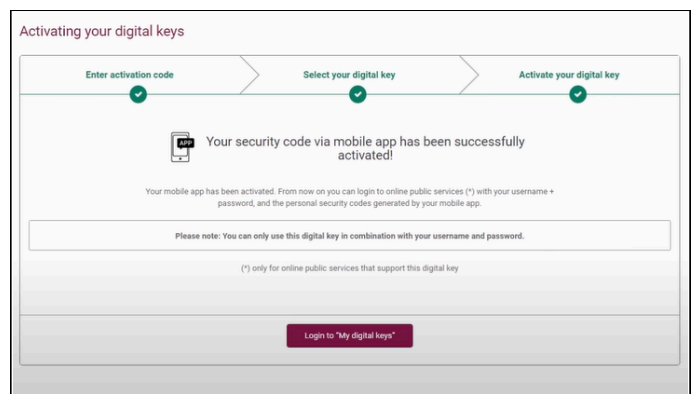 Activating your digital keys
Enter activation code
Select your digital key
Activate your digital key
APP
Your security code via mobile app has been successfully
activated!
Your mobile app has been activated. From now on you can login to online public services (*) with your username +
password, and the personal security codes generated by your mobile app.
Please note: You can only use this digital key in combination with your username and password.
(*) only for online public services that support this digital key
Login to "My digital keys"